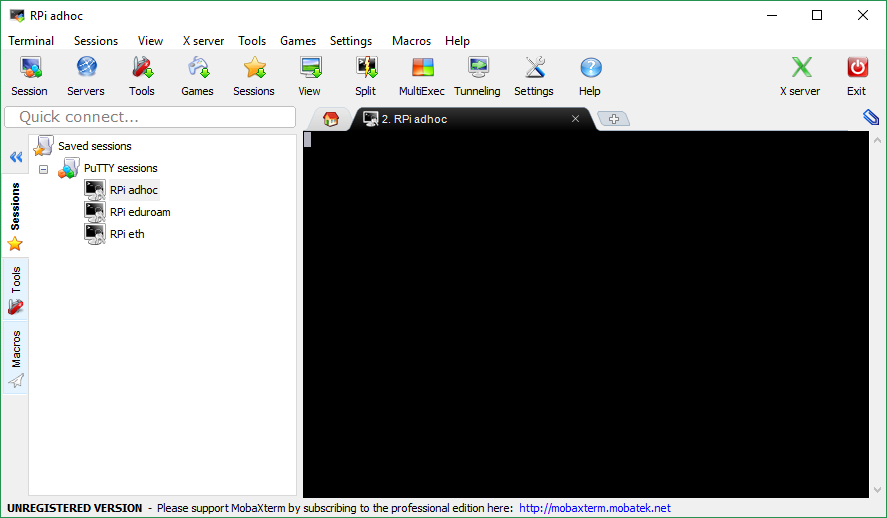 RPi adhoc
Terminal Sessions View X server Tools Games Settings Macros Help
Session Servers Tools Games Sessions View Split MultiExec Tunneling Settings Help X server Exit
Quick connect...
2. RPi adhoc
Saved sessions
PuTTY sessions
RPi adhoc
RPi eduroam
RPi eth
Sessions
Tools
Macros
UNREGISTERED VERSION - Please support MobaXterm by subscribing to the professional edition here: http://mobaxterm.mobatek.net